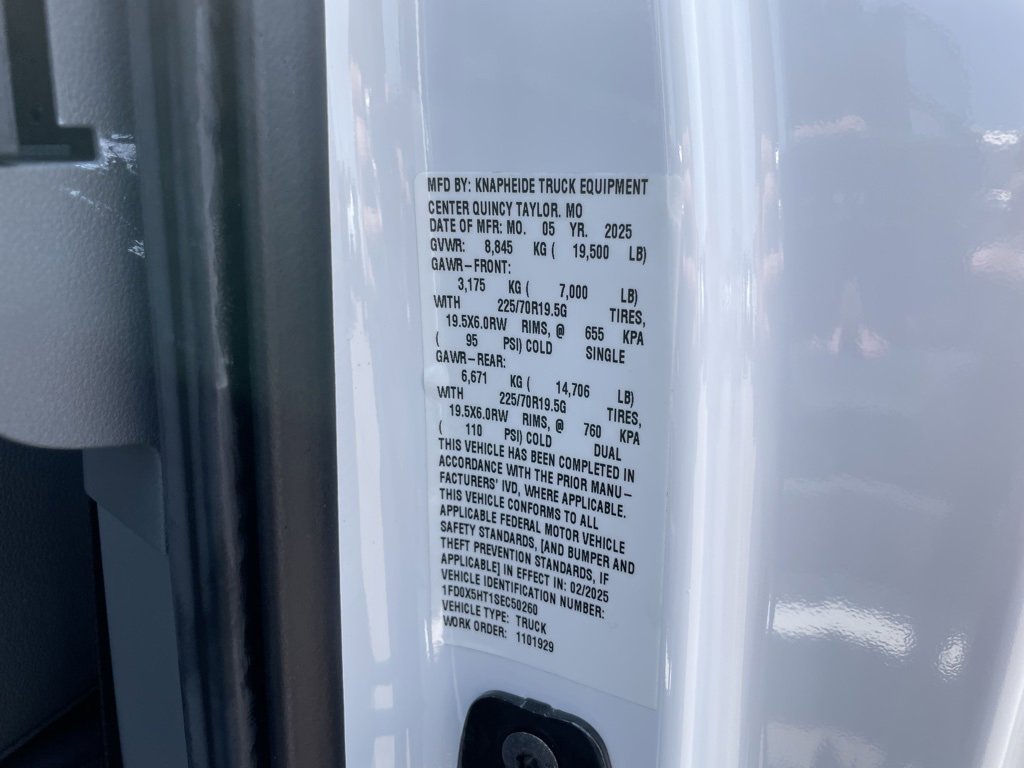 MFD BY: KNAPHEIDE TRUCK EQUIPMENT
CENTER QUINCY TAYLOR. MO
DATE OF MFR: MO. 05 YR. 2025
GVWR: 8,845 KG ( 19,500 LB)
GAWR-FRONT:
3,175 KG ( 7,000 LB)
WITH 225/70R19.5G TIRES,
19.5X6.0RW RIMS, @ 655 KPA
( 95 PSI) COLD SINGLE
GAWR-REAR:
6,671 KG ( 14,706 LB)
WITH 225/70R19.5G TIRES,
19.5X6.0RW RIMS, @ 760 KPA
( 110 PSI) COLD DUAL
THIS VEHICLE HAS BEEN COMPLETED IN
ACCORDANCE WITH THE PRIOR MANU-
FACTURERS' IVD, WHERE APPLICABLE.
THIS VEHICLE CONFORMS TO ALL
APPLICABLE FEDERAL MOTOR VEHICLE
SAFETY STANDARDS, [AND BUMPER AND
THEFT PREVENTION STANDARDS, IF
APPLICABLE] IN EFFECT IN: 02/2025
VEHICLE IDENTIFICATION NUMBER:
1FD0X5HT1SEC50260
VEHICLE TYPE: TRUCK
WORK ORDER: 1101929